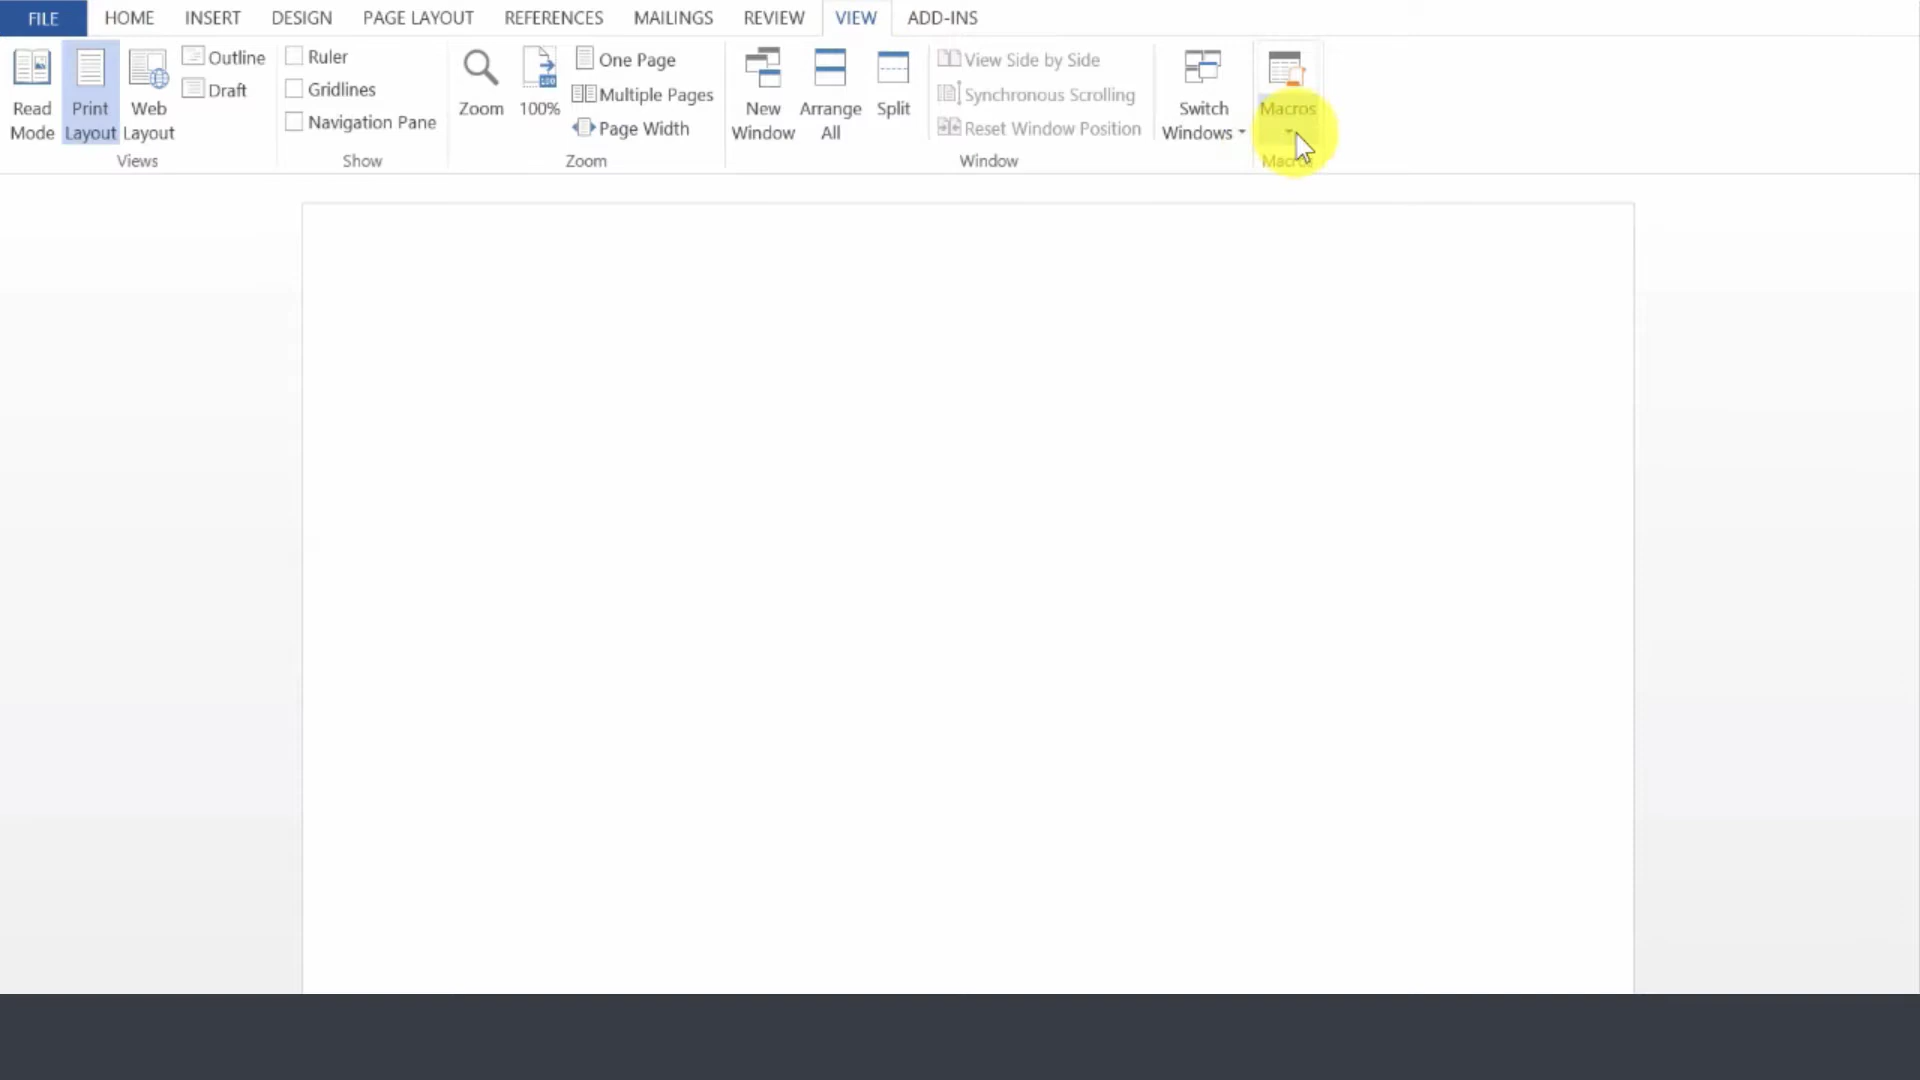 FILE HOME INSERT DESIGN PAGE LAYOUT REFERENCES MAILINGS REVIEW VIEW ADD-INS
Read Mode
Print Layout
Web Layout
Outline
Draft
Views
Ruler
Gridlines
Navigation Pane
Show
Zoom
100
100%
One Page
Multiple Pages
Page Width
Zoom
New Window
Arrange All
Split
View Side by Side
Synchronous Scrolling
Reset Window Position
Window
Switch Windows
Macros